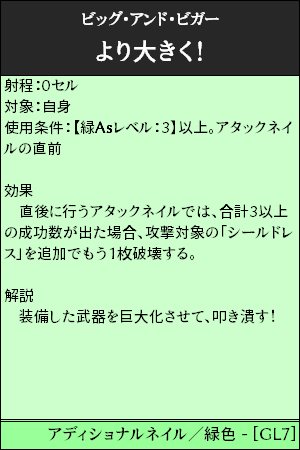 ビッグ・アンド・ビガー
より大きく！
射程：0セル
対象：自身
使用条件：【緑Asレベル：3】以上。アタックネイ
ルの直前
効果
　直後に行うアタックネイルでは、合計3以上
の成功数が出た場合、攻撃対象の「シールドレ
ス」を追加でもう1枚破壊する。
解説
　装備した武器を巨大化させて、叩き潰す！
アディショナルネイル／緑色 - [GL7]